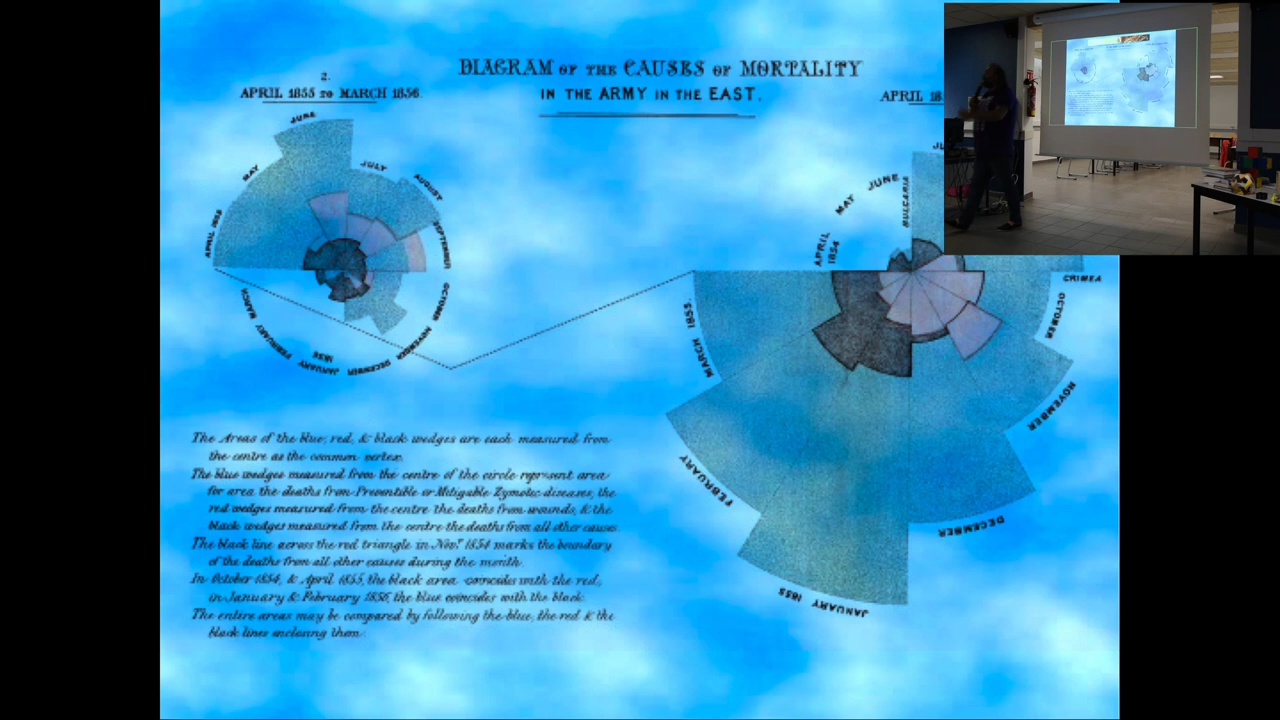 DIAGRAM OF THE CAUSES OF MORTALITY
IN THE ARMY IN THE EAST.
2.
APRIL 1855 TO MARCH 1856.
APRIL 18
APRIL 1855
MAY
JUNE
JULY
AUGUST
SEPTEMBER
OCTOBER
NOVEMBER
DECEMBER
JANUARY
1856
FEBRUARY
MARCH
APRIL
1854
MAY
JUNE
JU
BULGARIA
CRIMEA
OCTOBER
NOVEMBER
DECEMBER
JANUARY 1855
FEBRUARY
MARCH 1855.
The Areas of the blue, red, & black wedges are each measured from
the centre as the common vertex.
The blue wedges measured from the centre of the circle represent area
for area the deaths from Preventible or Mitigable Zymotic diseases, the
red wedges measured from the centre the deaths from wounds, & the
black wedges measured from the centre the deaths from all other causes
The black line across the red triangle in Nov.r 1854 marks the boundary
of the deaths from all other causes during the month.
In October 1854, & April 1855, the black area coincides with the red,
in January & February 1856, the blue coincides with the black.
The entire areas may be compared by following the blue, the red & the
black lines enclosing them.